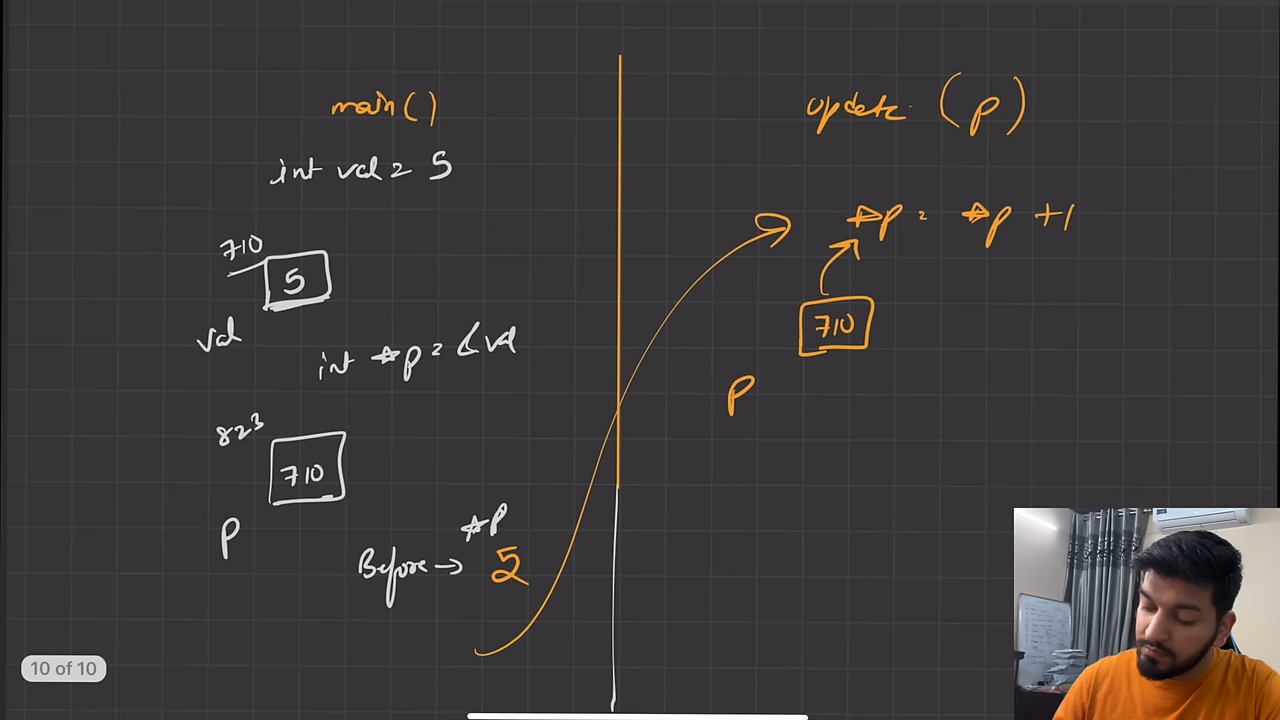 main()
int val = 5
710
5
val
int *p = &val
823
710
p
*p
Before → 5
update (p)
*p = *p + 1
710
p
10 of 10